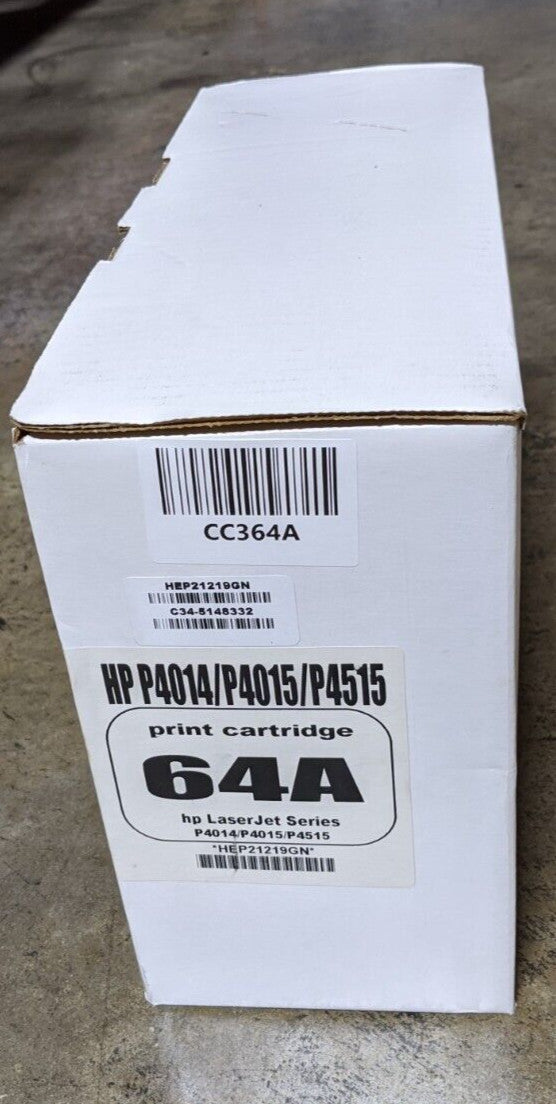 CC364A
HEP21219GN
C34-5148332
HP P4014/P4015/P4515
print cartridge
64A
hp LaserJet Series
P4014/P4015/P4515
*HEP21219GN*